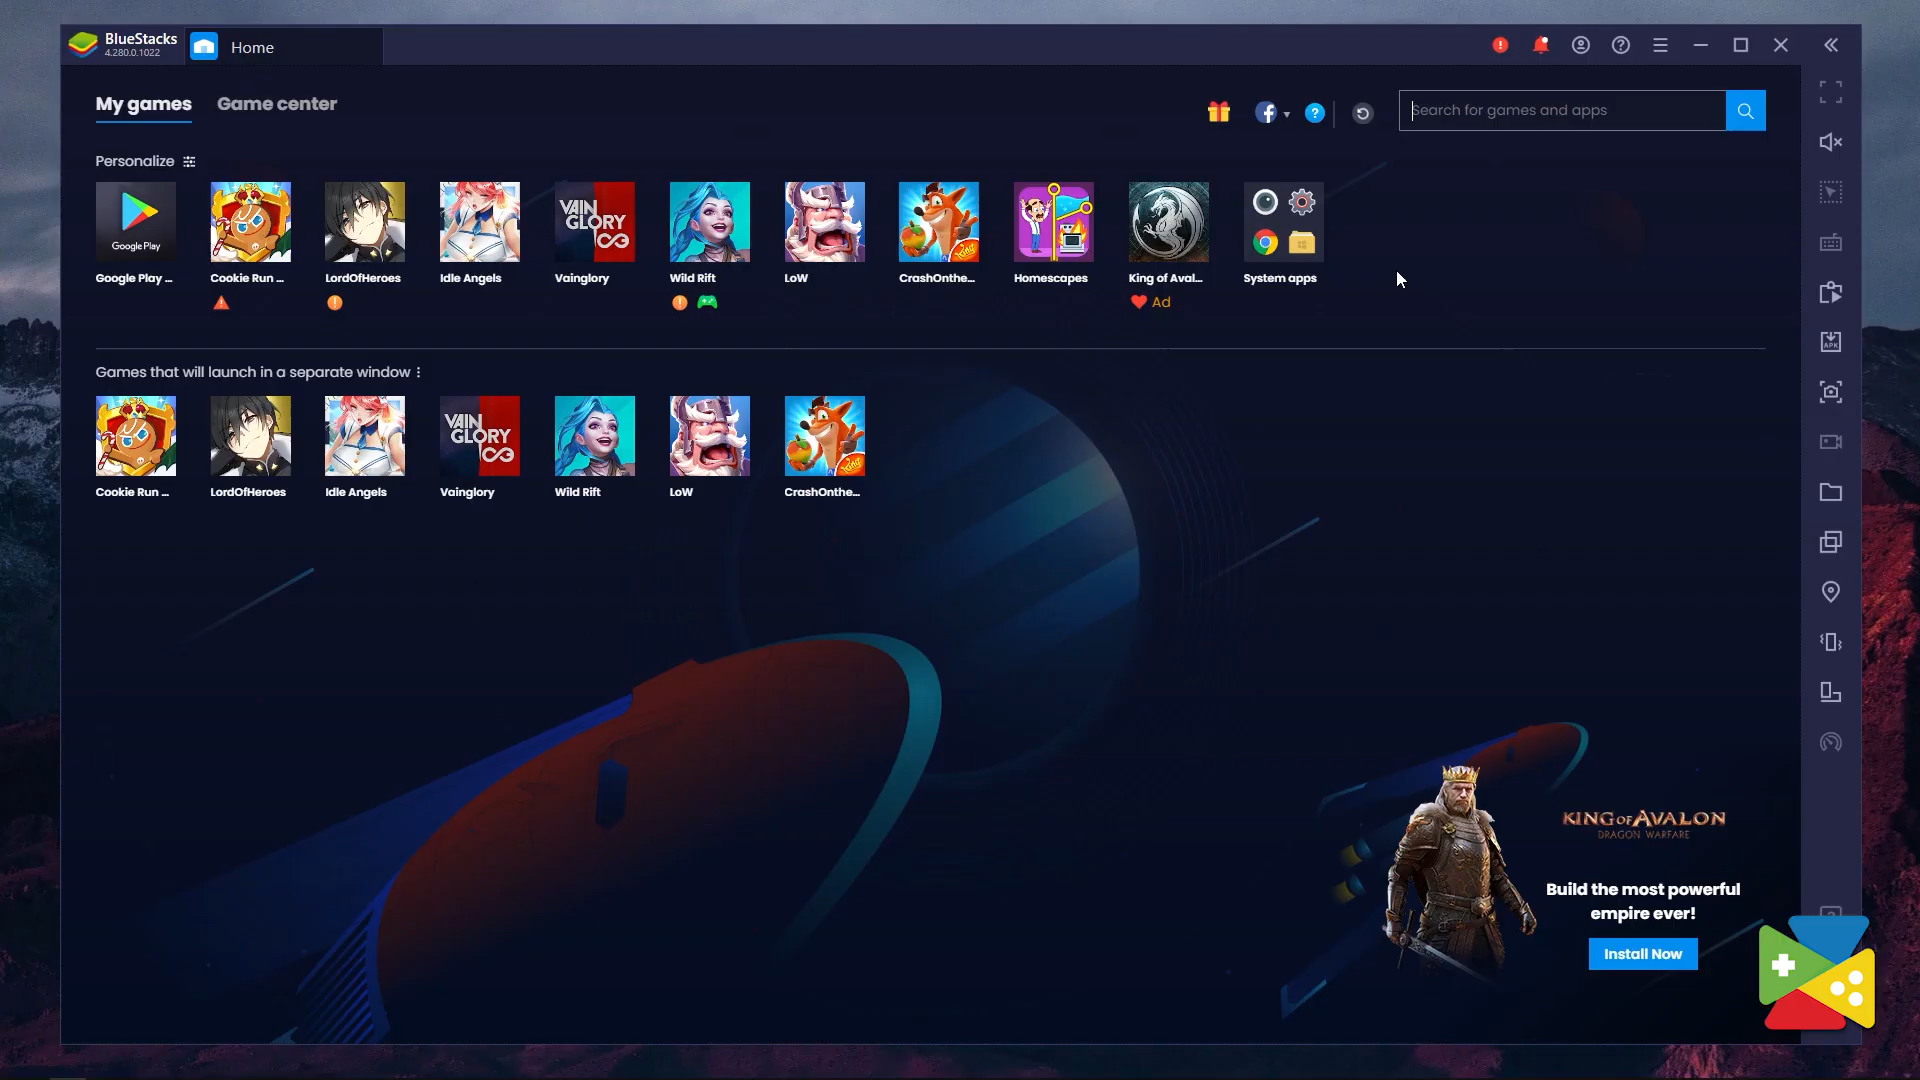 BlueStacks
4.280.0.1022
Home
My games
Game center
Search for games and apps
Personalize
Google Play
Google Play ...
Cookie Run ...
LordOfHeroes
Idle Angels
VAIN
GLORY
Vainglory
Wild Rift
LoW
King
CrashOnthe...
Homescapes
King of Aval...
Ad
System apps
Games that will launch in a separate window
Cookie Run ...
LordOfHeroes
Idle Angels
VAIN
GLORY
Vainglory
Wild Rift
LoW
King
CrashOnthe...
APK
KING OF AVALON
DRAGON WARFARE
Build the most powerful
empire ever!
Install Now